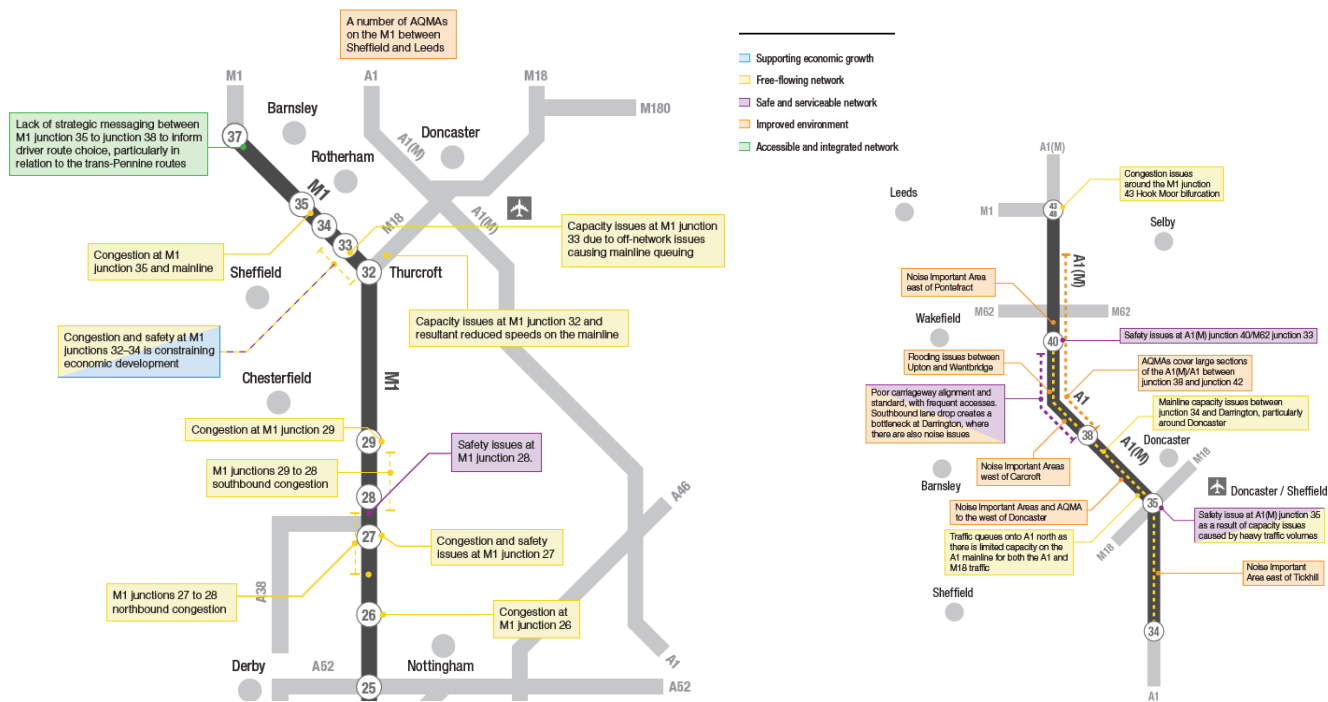 A number of AQMAs
on the M1 between
Sheffield and Leeds
M1
A1
M18
M180
Barnsley
Doncaster
Rotherham
A1(M)
Lack of strategic messaging between
M1 junction 35 to junction 38 to inform
driver route choice, particularly in
relation to the trans-Pennine routes
37
M1
35
34
33
32
M18
A1(M)
Thurcroft
Capacity issues at M1 junction
33 due to off-network issues
causing mainline queuing
Congestion at M1
junction 35 and mainline
Sheffield
Capacity issues at M1 junction 32 and
resultant reduced speeds on the mainline
Congestion and safety at M1
junctions 32–34 is constraining
economic development
Chesterfield
M1
Congestion at M1 junction 29
29
Safety issues at
M1 junction 28.
M1 junctions 29 to 28
southbound congestion
28
A46
27
Congestion and safety
issues at M1 junction 27
A38
M1 junctions 27 to 28
northbound congestion
26
Congestion at
M1 junction 26
Nottingham
Derby
A52
25
A52
A1
Supporting economic growth
Free-flowing network
Safe and serviceable network
Improved environment
Accessible and integrated network
A1(M)
Leeds
M1
43
48
Congestion issues
around the M1 junction
43 Hook Moor bifurcation
Selby
A1(M)
Noise Important Area
east of Pontefract
M62
M62
Wakefield
40
Safety issues at A1(M) junction 40/M62 junction 33
Flooding issues between
Upton and Wentbridge
AQMAs cover large sections
of the A1(M)/A1 between
junction 39 and junction 42
Poor carriageway alignment and
standard, with frequent accesses.
Southbound lane drop creates a
bottleneck at Darrington, where
there are also noise issues
A1
Mainline capacity issues between
junction 34 and Darrington, particularly
around Doncaster
38
A1(M)
Doncaster
M18
Barnsley
Noise Important Areas
west of Carcroft
Doncaster / Sheffield
Noise Important Areas and AQMA
to the west of Doncaster
35
Safety issue at A1(M) junction 35
as a result of capacity issues
caused by heavy traffic volumes
Traffic queues onto A1 north as
there is limited capacity on the
A1 mainline for both the A1 and
M18 traffic
M18
Noise Important
Area east of Tickhill
Sheffield
34
A1